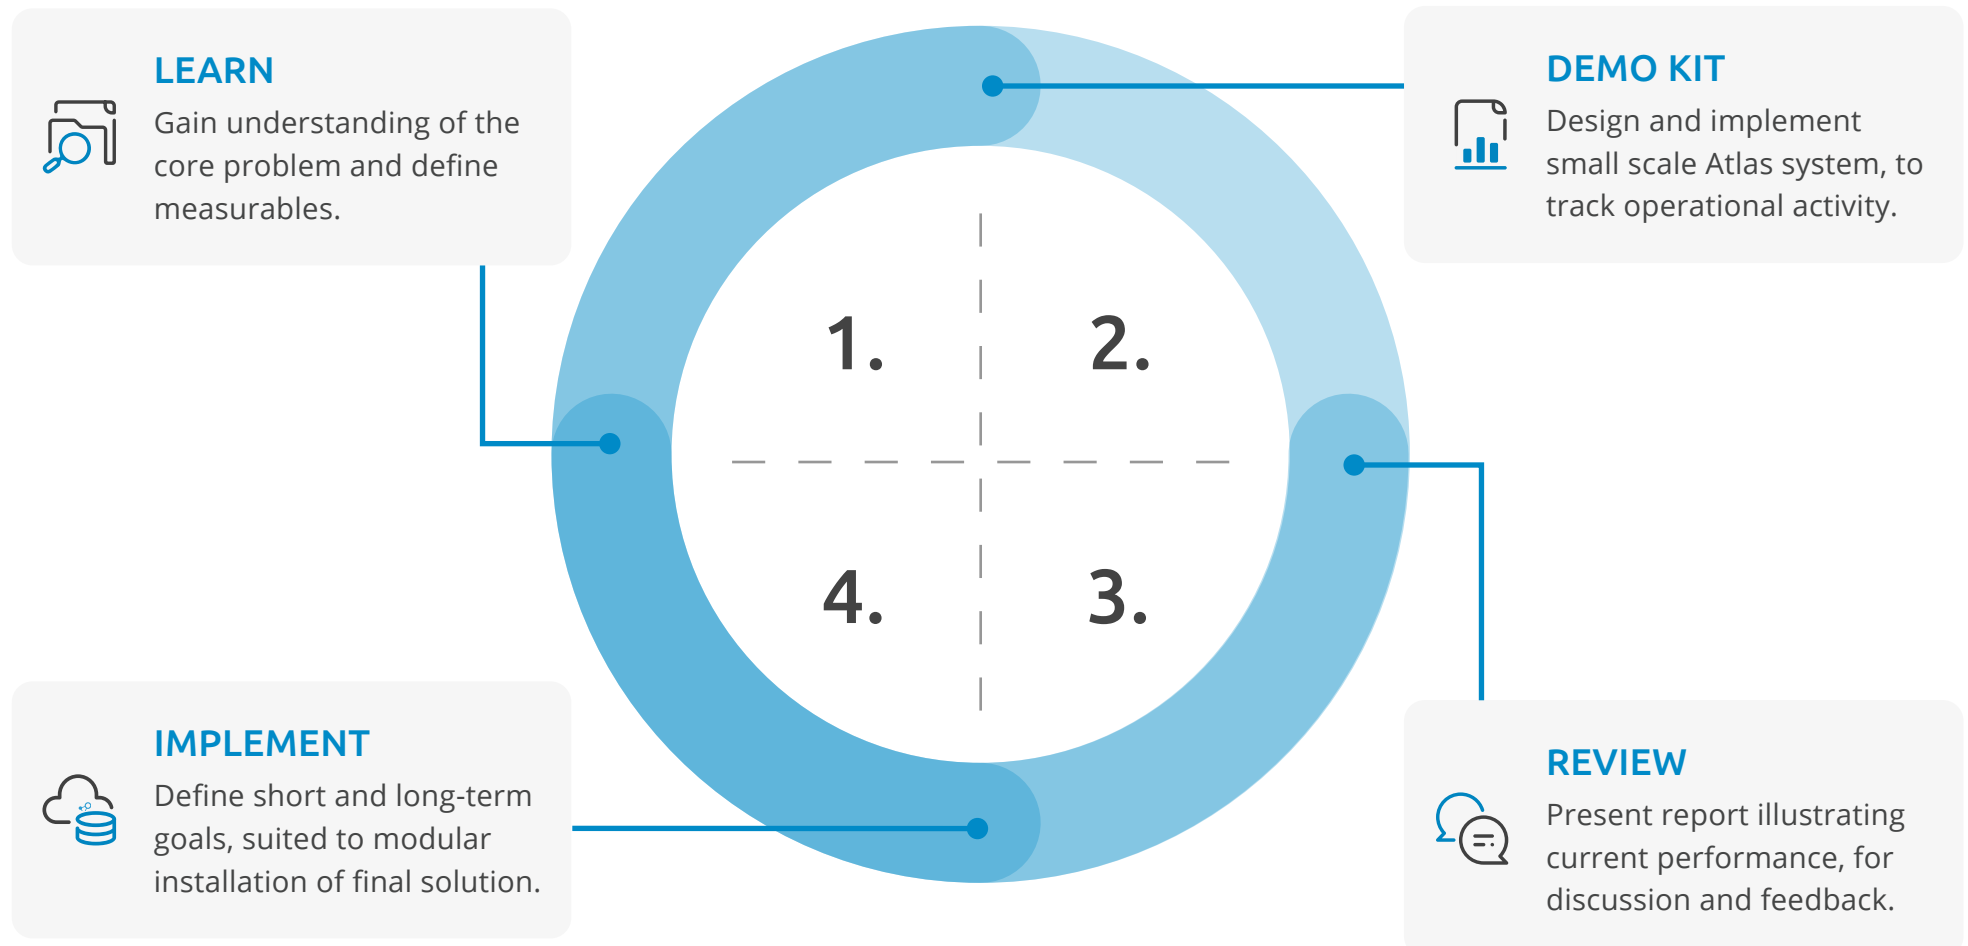 LEARN
Gain understanding of the
core problem and define
measurables.
DEMO KIT
Design and implement
small scale Atlas system, to
track operational activity.
1.
2.
4.
3.
IMPLEMENT
Define short and long-term
goals, suited to modular
installation of final solution.
REVIEW
Present report illustrating
current performance, for
discussion and feedback.